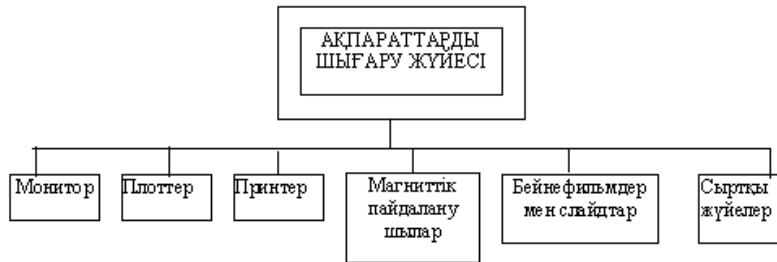 АҚПАРАТТАРДЫ
ШЫҒАРУ ЖҮЙЕСІ
Монитор
Плоттер
Принтер
Магниттік
пайдалану
шылар
Бейнефильмдер
мен слайдтар
Сыртқы
жүйелер